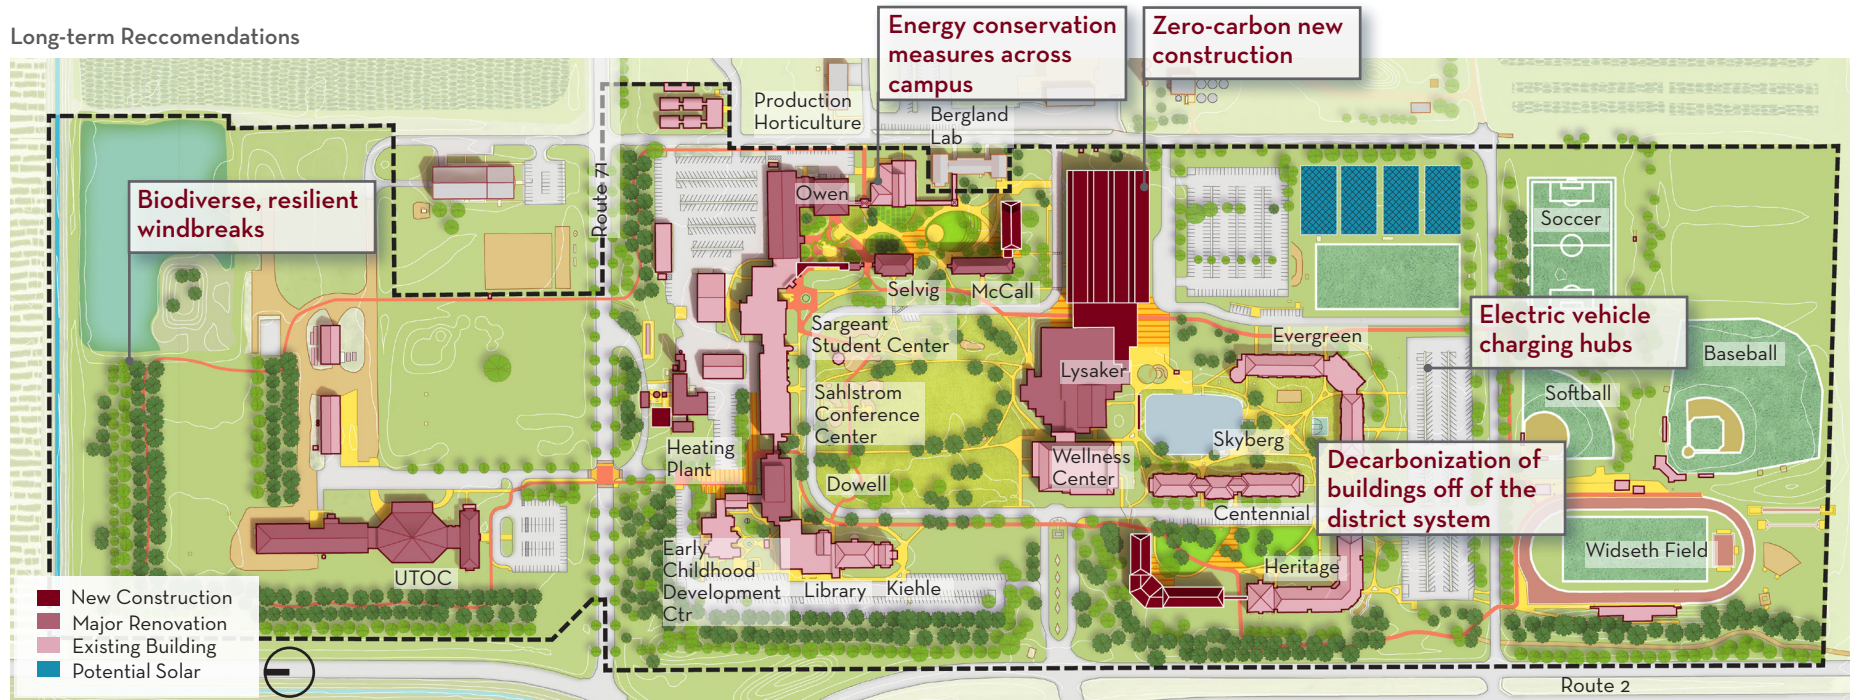 Long-term Reccomendations
Energy conservation
measures across
campus
Zero-carbon new
construction
Production
Horticulture
Bergland
Lab
Biodiverse, resilient
windbreaks
Route 71
Owen
Soccer
Selvig
McCall
Sargeant
Student Center
Evergreen
Electric vehicle
charging hubs
Baseball
Lysaker
Softball
Sahlstrom
Conference
Center
Skyberg
Heating
Plant
Wellness
Center
Decarbonization of
buildings off of the
district system
Dowell
Centennial
Early
Childhood
Development
Ctr
Widseth Field
Heritage
UTOC
Library
Kiehle
New Construction
Major Renovation
Existing Building
Potential Solar
Route 2